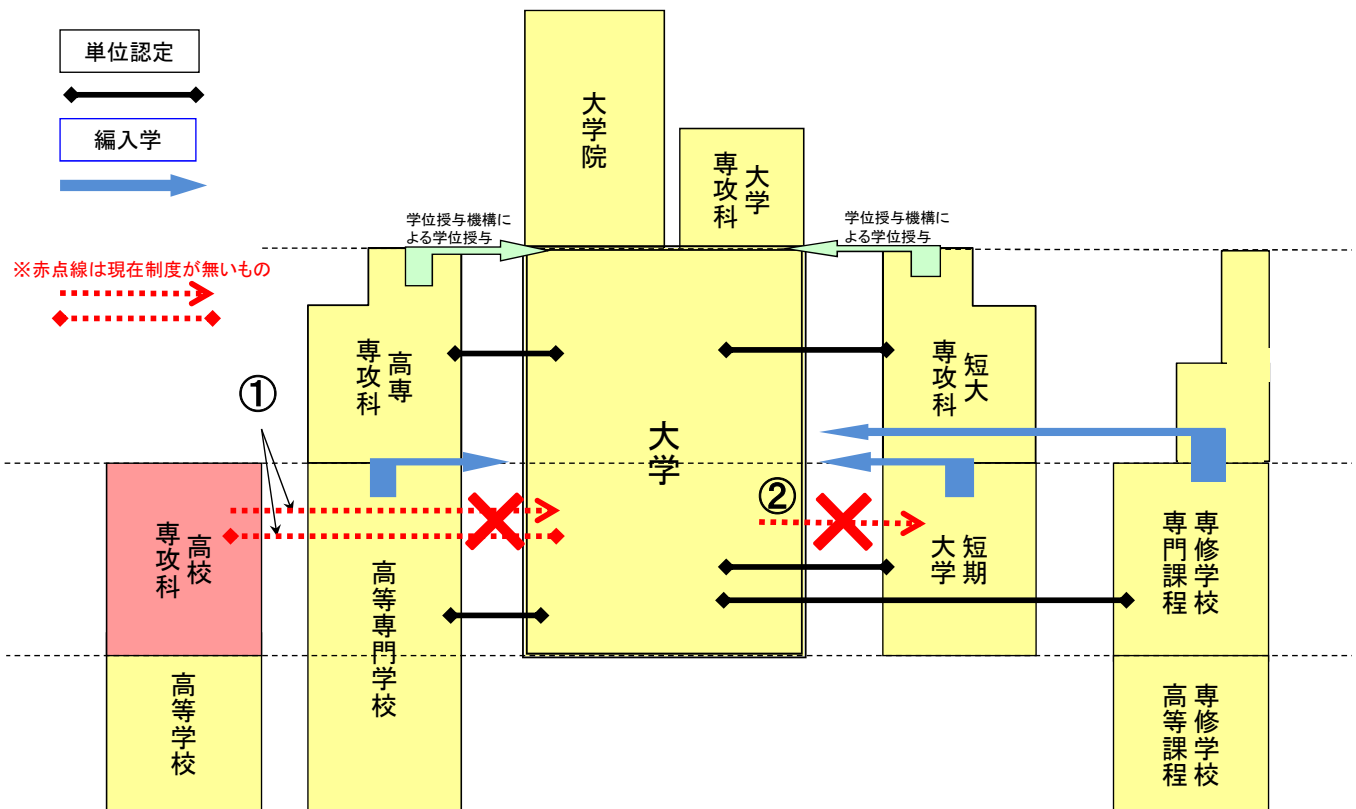 単位認定
編入学
※赤点線は現在制度が無いもの
大学院
大学
専攻科
学位授与機構に
よる学位授与
学位授与機構に
よる学位授与
①
高専
専攻科
大学
短大
専攻科
②
高校
専攻科
高等専門学校
短期
大学
専修学校
専門課程
高等学校
専修学校
高等課程